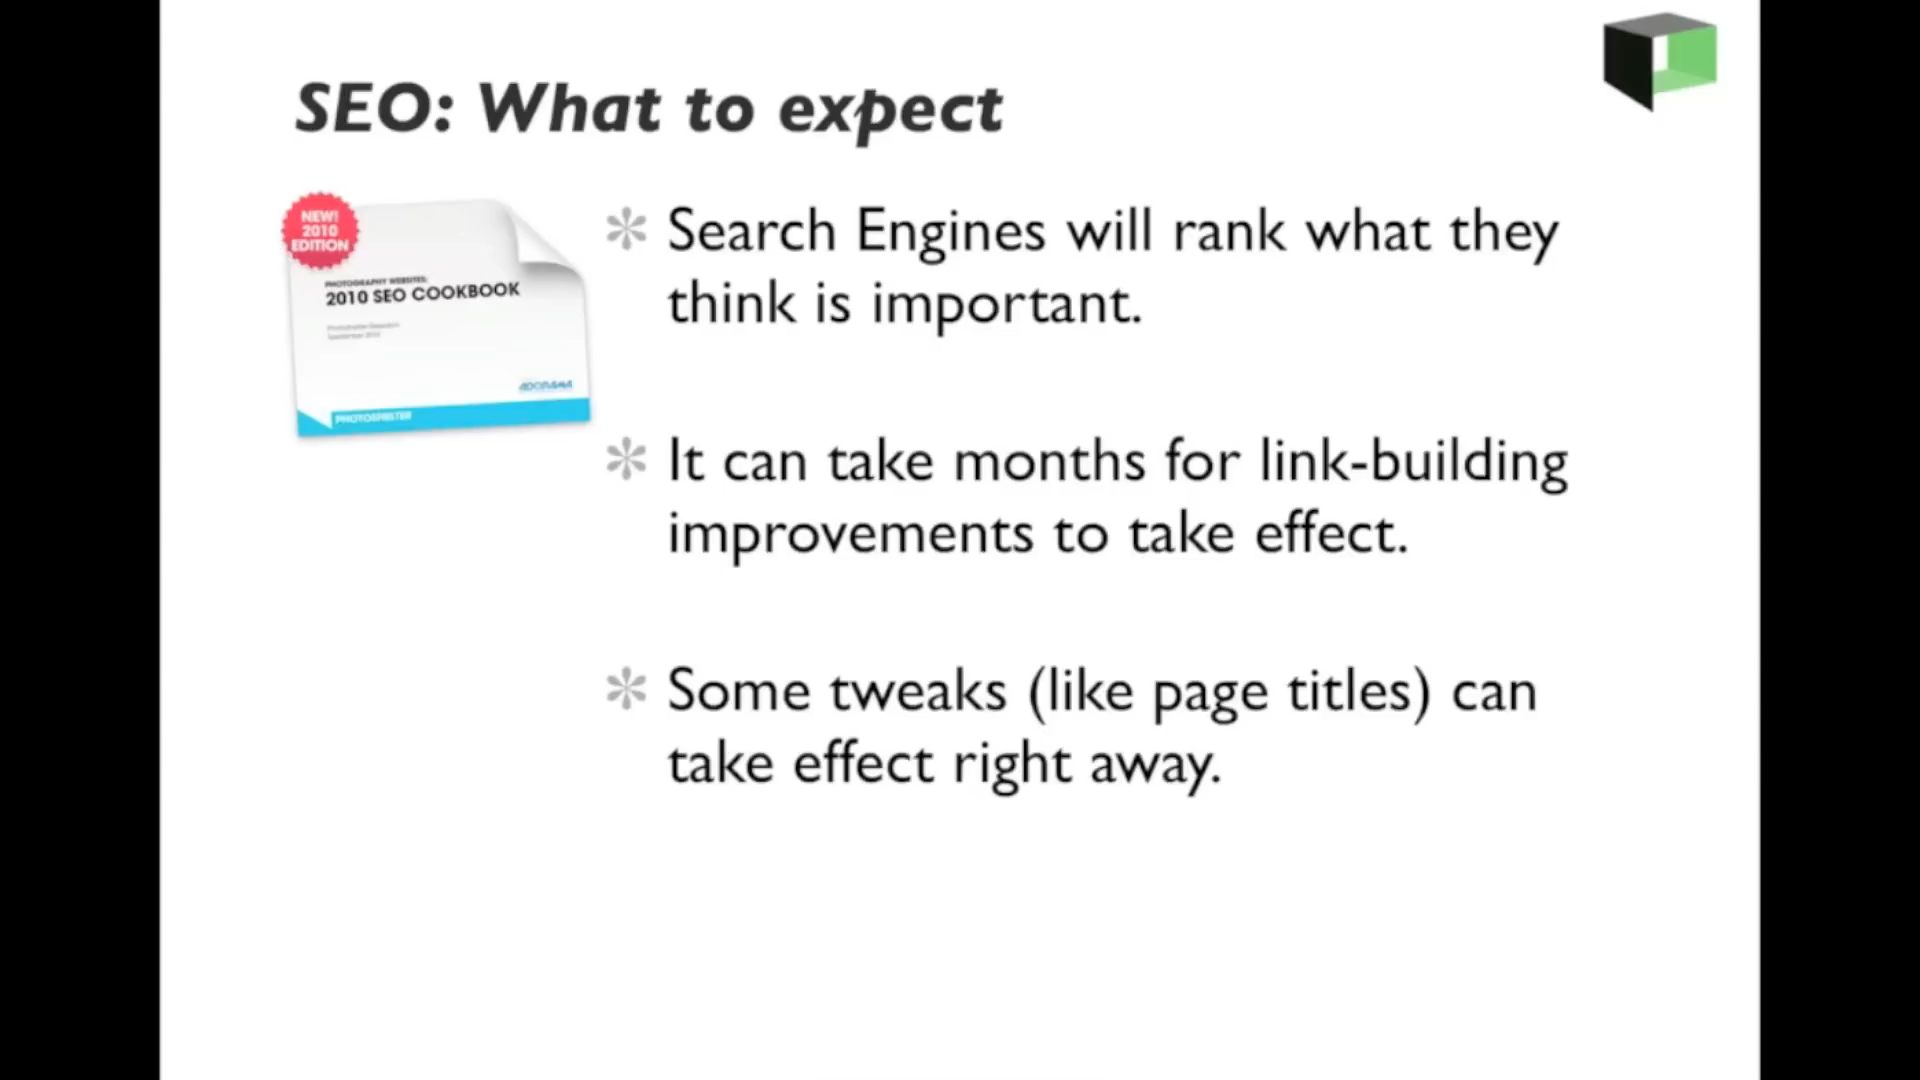 SEO: What to expect
NEW!
2010
EDITION
PHOTOGRAPHY WEBSITES:
2010 SEO COOKBOOK
ADORAMA
PHOTOSHELTER
Search Engines will rank what they
think is important.
It can take months for link-building
improvements to take effect.
Some tweaks (like page titles) can
take effect right away.